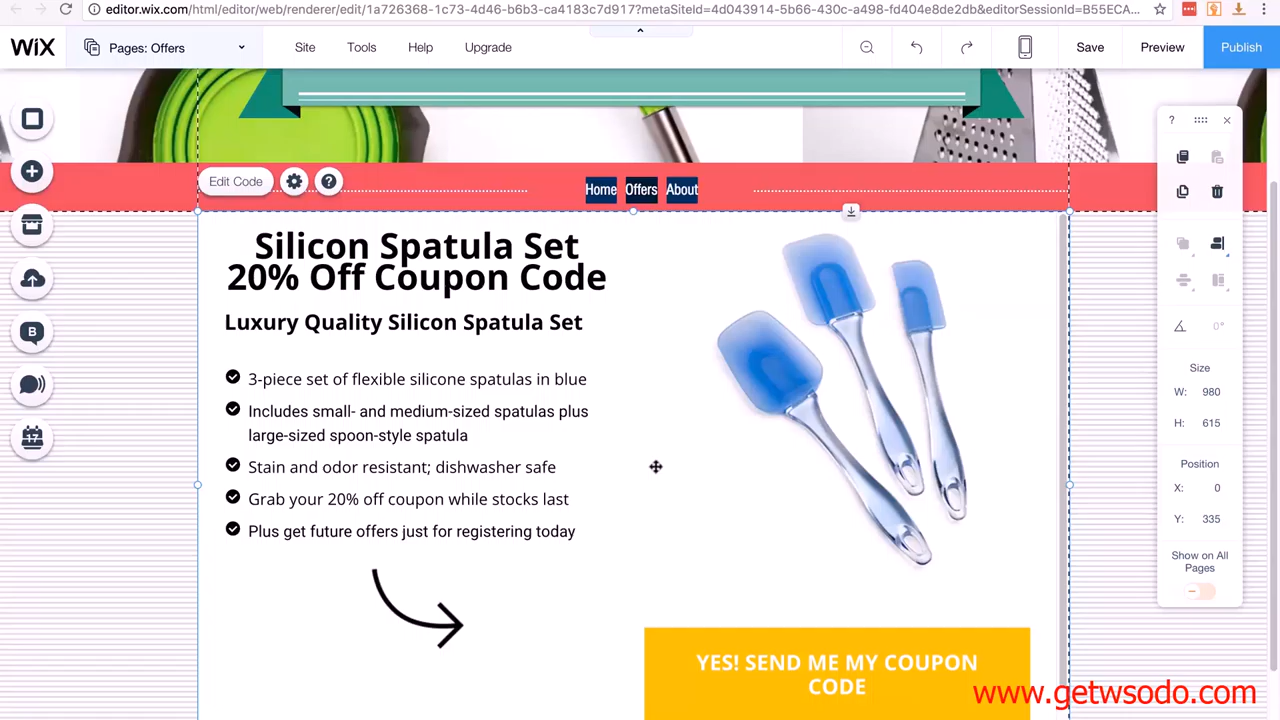 editor.wix.com/html/editor/web/renderer/edit/1a726368-1c73-4d46-b6b3-ca4183c7d917?metaSiteId=4d043914-5b66-430c-a498-fd404e8de2db&editorSessionId=B55ECA...
WiX
Pages: Offers
Site
Tools
Help
Upgrade
Save
Preview
Publish
Edit Code
?
Home
Offers
About
Silicon Spatula Set
20% Off Coupon Code
Luxury Quality Silicon Spatula Set
3-piece set of flexible silicone spatulas in blue
Includes small- and medium-sized spatulas plus
large-sized spoon-style spatula
Stain and odor resistant; dishwasher safe
Grab your 20% off coupon while stocks last
Plus get future offers just for registering today
YES! SEND ME MY COUPON
CODE
B
17
?
0°
Size
W: 980
H: 615
Position
X: 0
Y: 335
Show on All
Pages
www.getwsodo.com